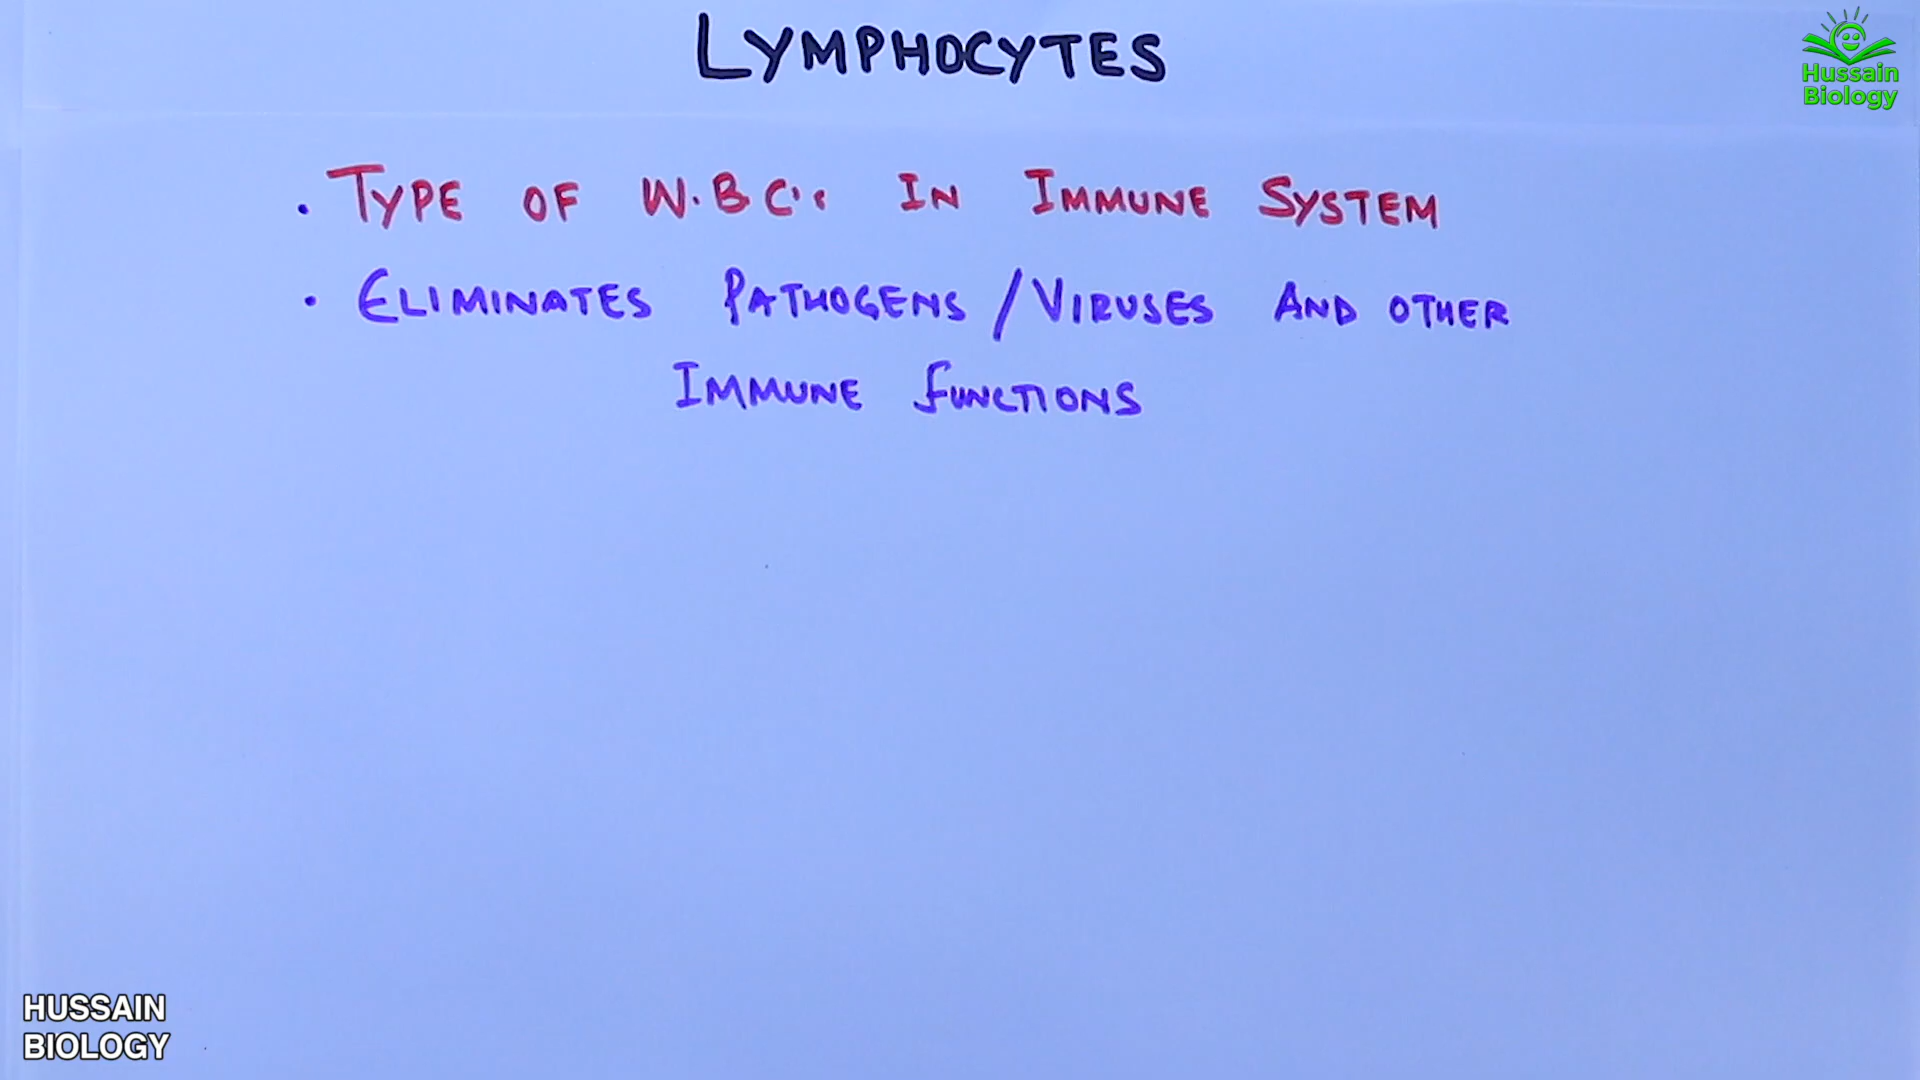 LYMPHOCYTES
Hussain
Biology
. TYPE OF W.B.C's IN IMMUNE SYSTEM
. ELIMINATES PATHOGENS / VIRUSES AND OTHER
IMMUNE FUNCTIONS
HUSSAIN
BIOLOGY